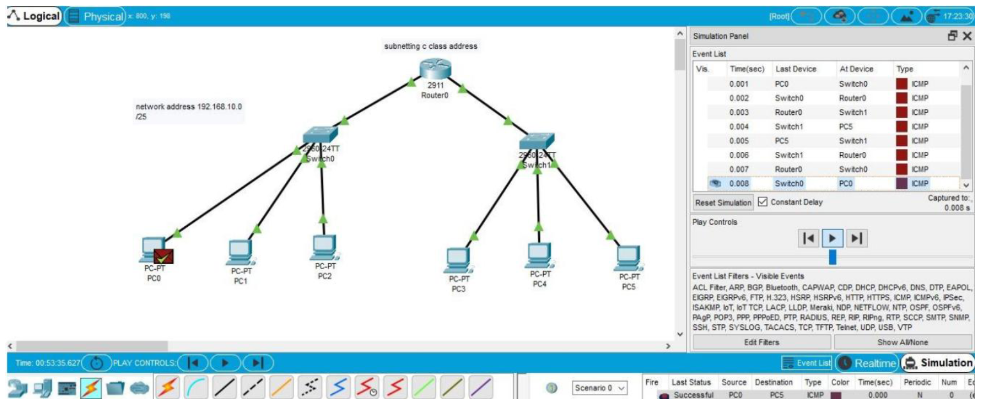 Logical Physical x: 800, y: 198 [Root] 17:23:30
subnetting c class address
network address 192.168.10.0
/25
2911
Router0
2960-24TT
Switch0
2960-24TT
Switch1
PC-PT
PC0
PC-PT
PC1
PC-PT
PC2
PC-PT
PC3
PC-PT
PC4
PC-PT
PC5
Simulation Panel
Event List
Vis. Time(sec) Last Device At Device Type
0.001 PC0 Switch0 ICMP
0.002 Switch0 Router0 ICMP
0.003 Router0 Switch1 ICMP
0.004 Switch1 PC5 ICMP
0.005 PC5 Switch1 ICMP
0.006 Switch1 Router0 ICMP
0.007 Router0 Switch0 ICMP
0.008 Switch0 PC0 ICMP
Reset Simulation Constant Delay Captured to:
0.008 s
Play Controls
Event List Filters - Visible Events
ACL Filter, ARP, BGP, Bluetooth, CAPWAP, CDP, DHCP, DHCPv6, DNS, DTP, EAPOL,
EIGRP, EIGRPv6, FTP, H.323, HSRP, HSRPv6, HTTP, HTTPS, ICMP, ICMPv6, IPSec,
ISAKMP, IoT, IoT TCP, LACP, LLDP, Meraki, NDP, NETFLOW, NTP, OSPF, OSPFv6,
PAgP, POP3, PPP, PPPoED, PTP, RADIUS, REP, RIP, RIPng, RTP, SCCP, SMTP, SNMP,
SSH, STP, SYSLOG, TACACS, TCP, TFTP, Telnet, UDP, USB, VTP
Edit Filters Show All/None
Time: 00:53:35.627 PLAY CONTROLS: Event List Realtime Simulation
Scenario 0
Fire Last Status Source Destination Type Color Time(sec) Periodic Num
Successful PC0 PC5 ICMP 0.000 N 0